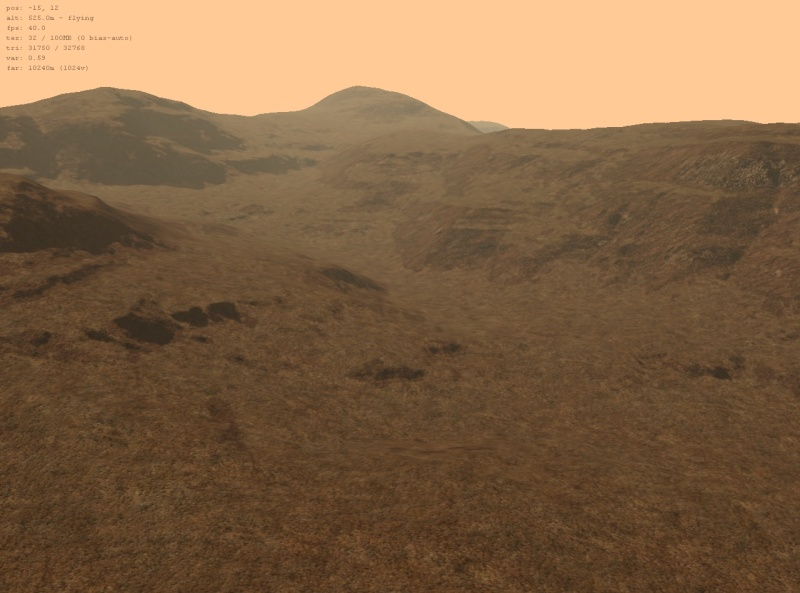 pos: -15, 12
alt: 525.0m - flying
fps: 40.0
ter: 32 / 100MB (0 bias-auto)
tri: 31750 / 32768
var: 0.59
far: 10240m (1024v)